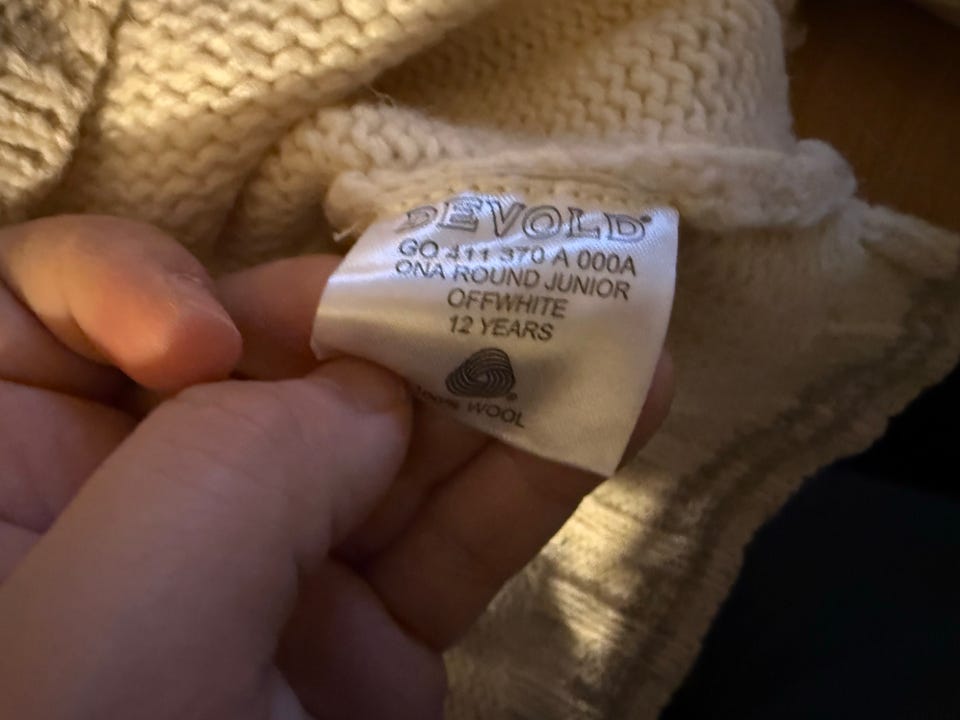 DEVOLD®
GO 411 370 A 000A
ONA ROUND JUNIOR
OFFWHITE
12 YEARS
100% WOOL